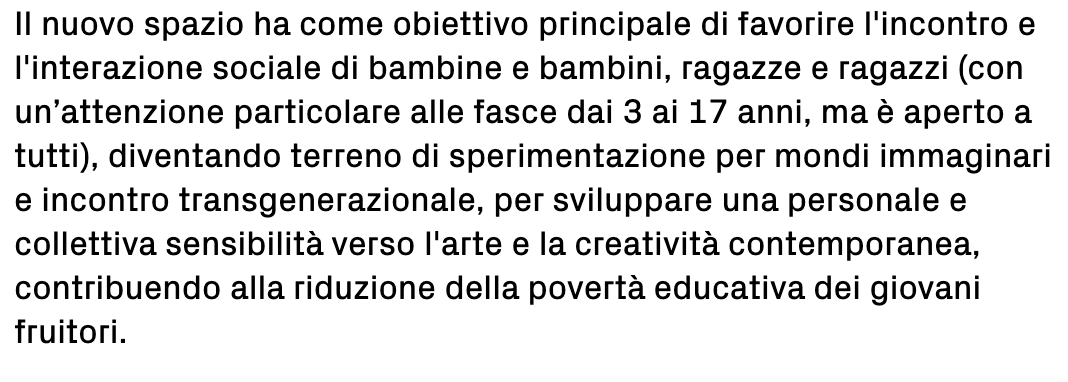 Il nuovo spazio ha come obiettivo principale di favorire l'incontro e
l'interazione sociale di bambine e bambini, ragazze e ragazzi (con
un’attenzione particolare alle fasce dai 3 ai 17 anni, ma è aperto a
tutti), diventando terreno di sperimentazione per mondi immaginari
e incontro transgenerazionale, per sviluppare una personale e
collettiva sensibilità verso l'arte e la creatività contemporanea,
contribuendo alla riduzione della povertà educativa dei giovani
fruitori.